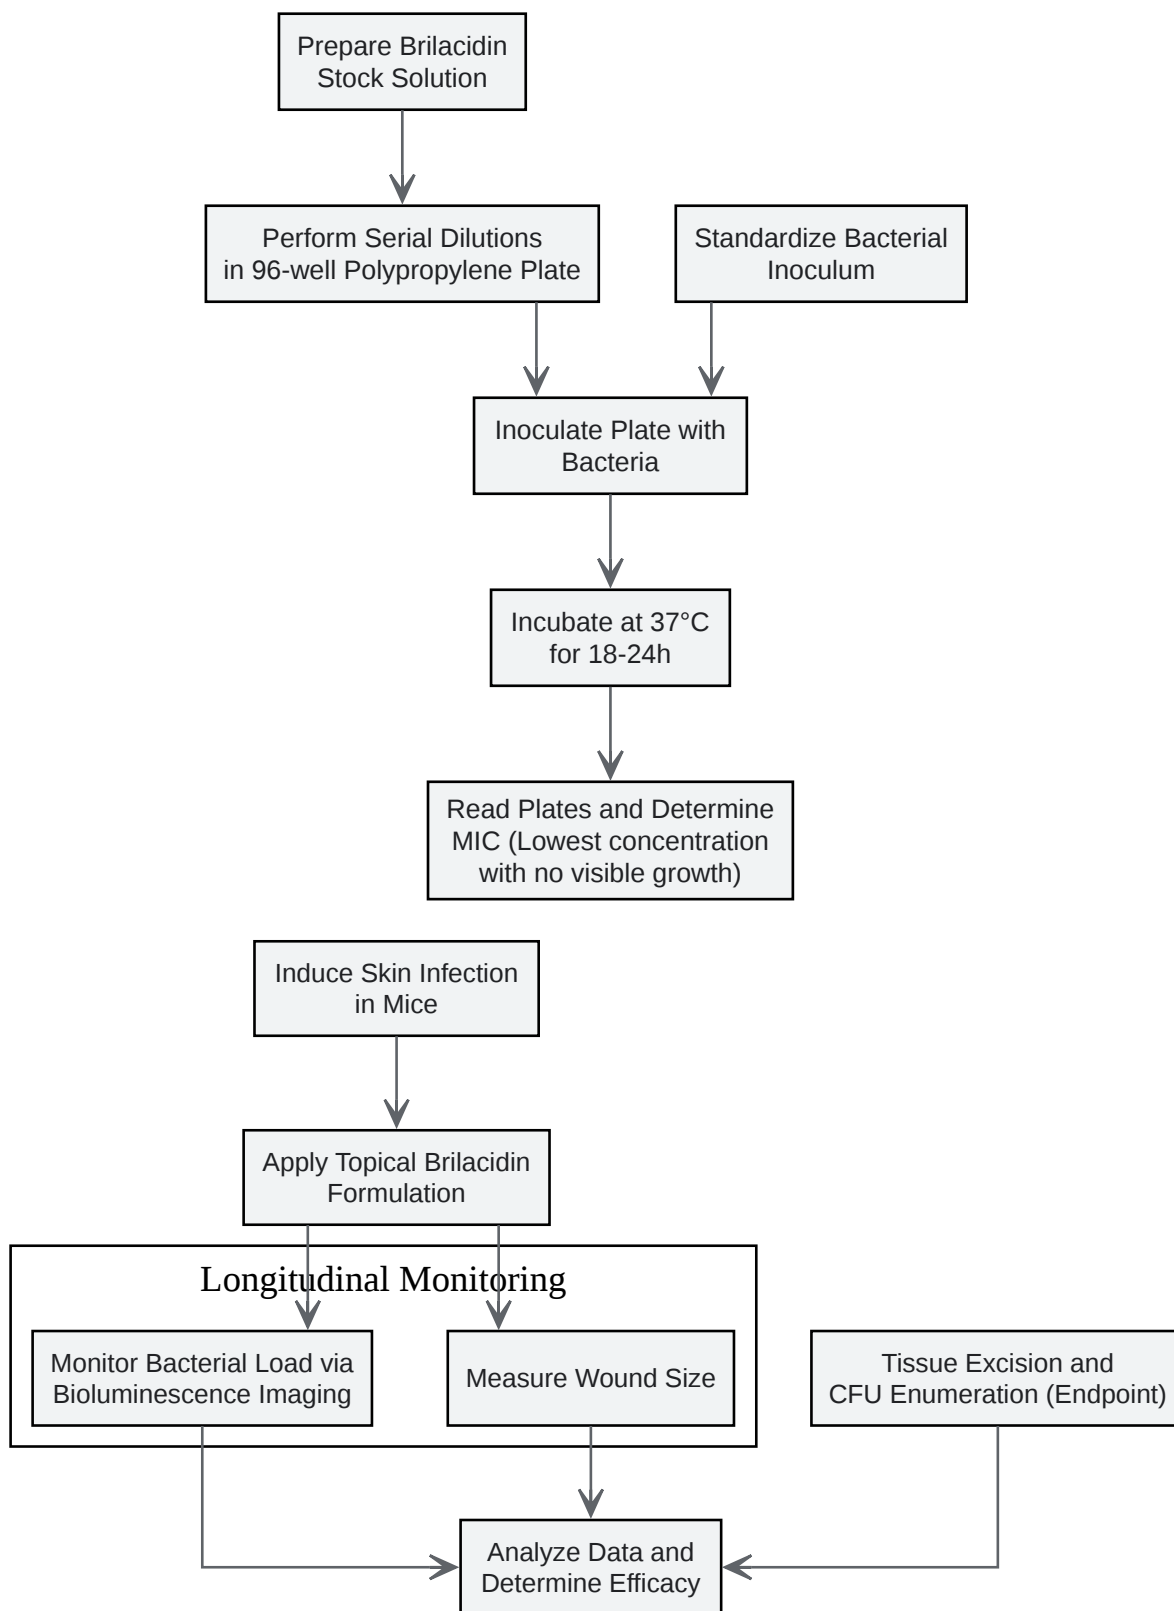 Prepare Brilacidin
Stock Solution
Perform Serial Dilutions
in 96-well Polypropylene Plate
Standardize Bacterial
Inoculum
Inoculate Plate with
Bacteria
Incubate at 37°C
for 18-24h
Read Plates and Determine
MIC (Lowest concentration
with no visible growth)
Induce Skin Infection
in Mice
Apply Topical Brilacidin
Formulation
Longitudinal Monitoring
Monitor Bacterial Load via
Bioluminescence Imaging
Measure Wound Size
Tissue Excision and
CFU Enumeration (Endpoint)
Analyze Data and
Determine Efficacy